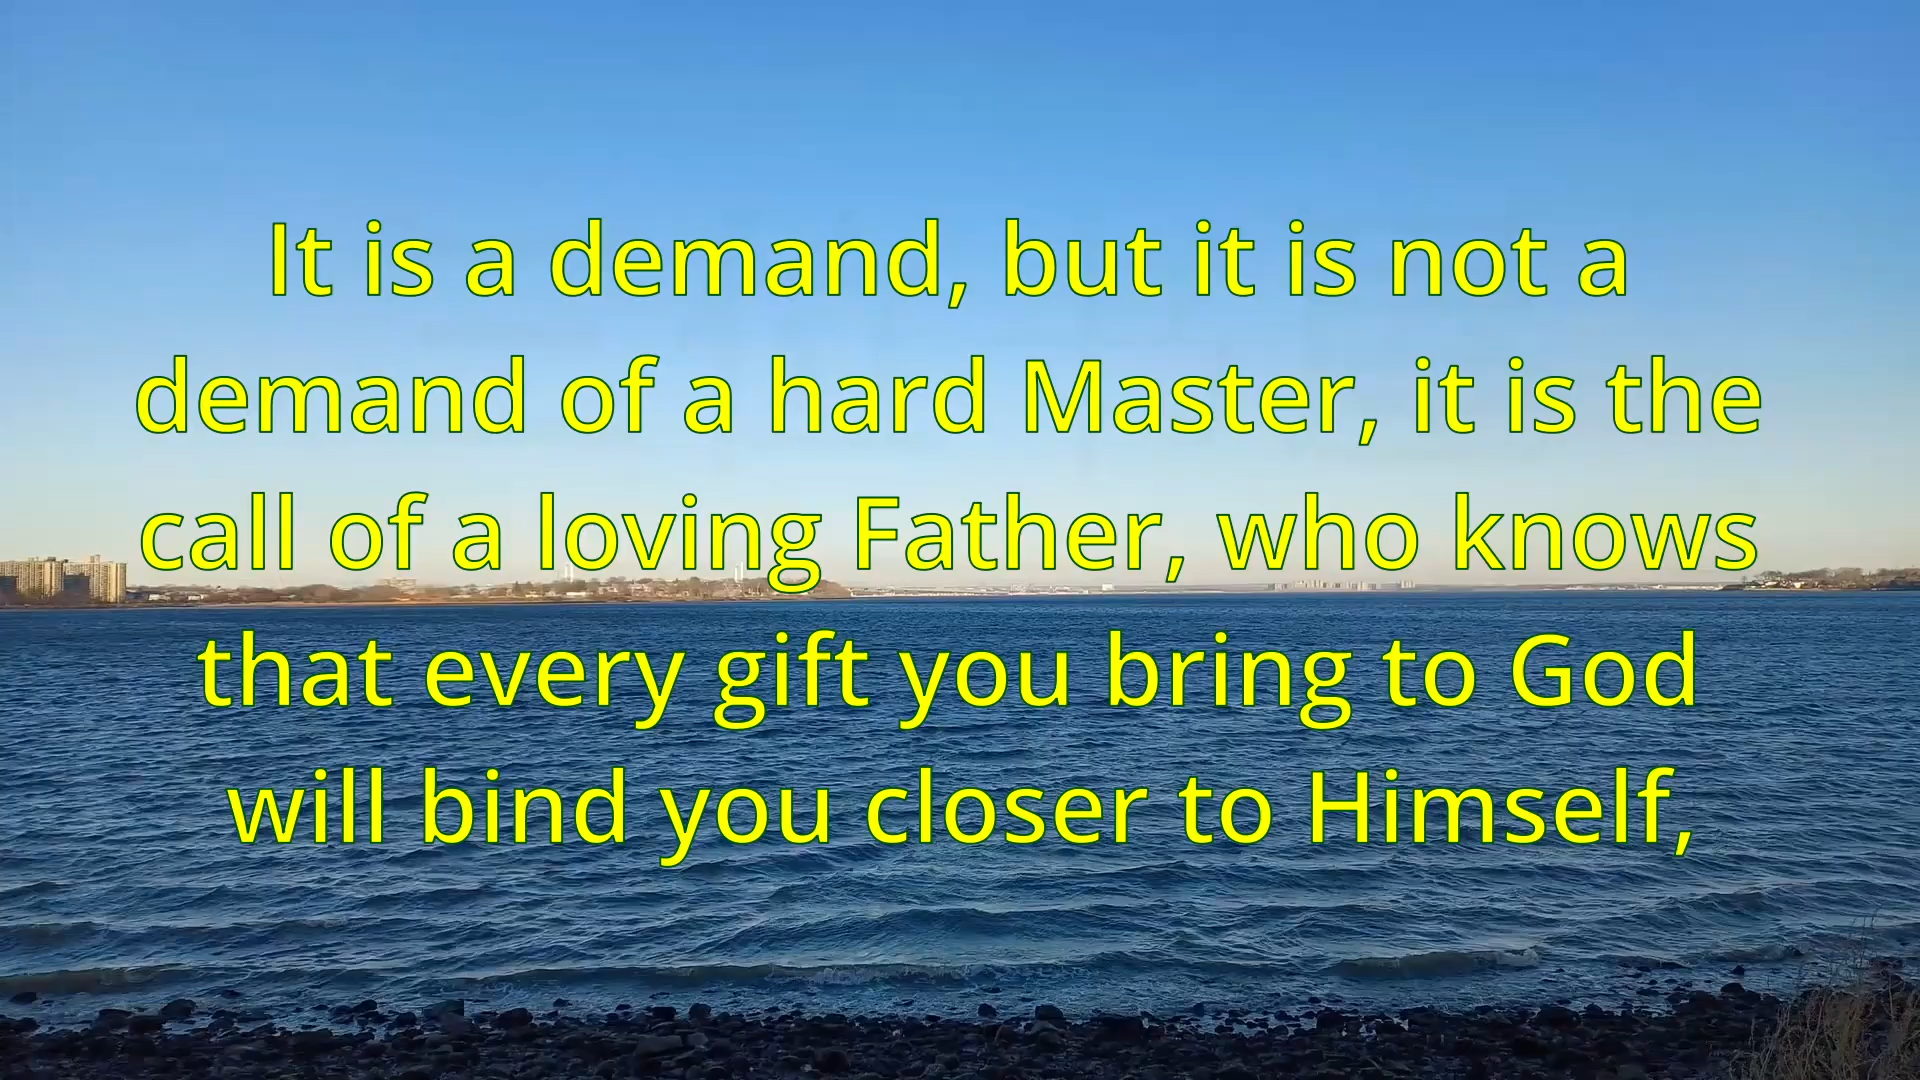 It is a demand, but it is not a
demand of a hard Master, it is the
call of a loving Father, who knows
that every gift you bring to God
will bind you closer to Himself,